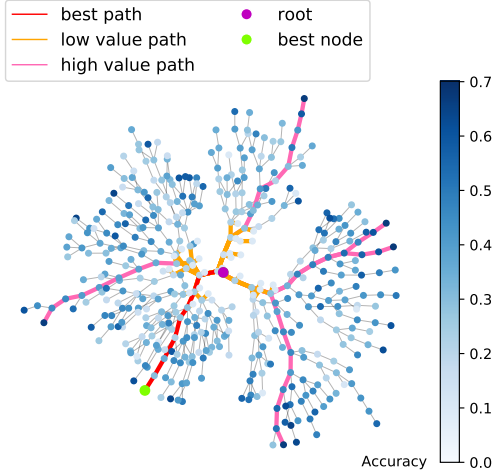 best path
low value path
high value path
root
best node
0.7
0.6
0.5
0.4
0.3
0.2
0.1
0.0
Accuracy